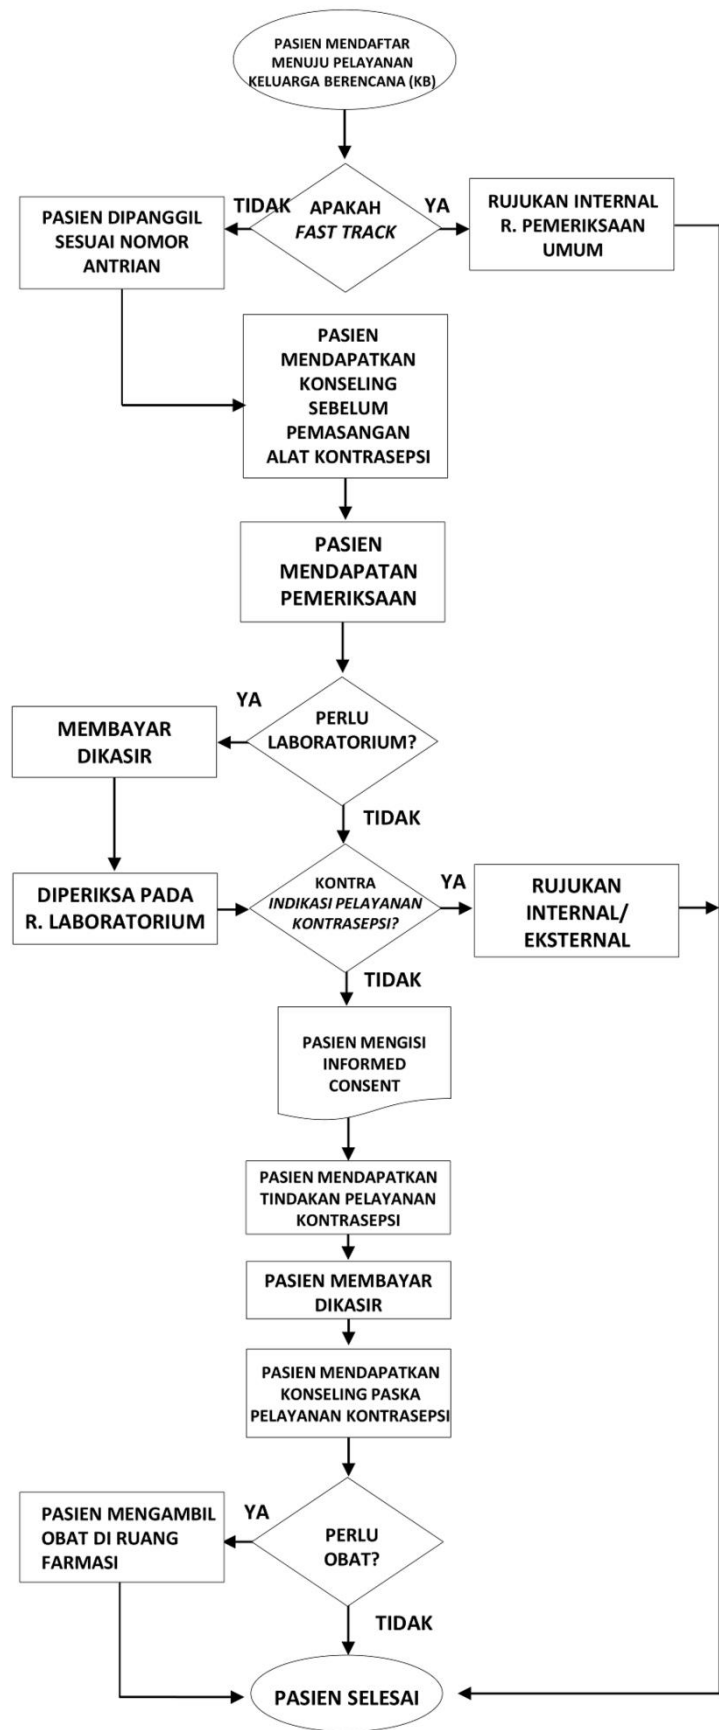 PASIEN MENDAFTAR
MENUJU PELAYANAN
KELUARGA BERENCANA (KB)
TIDAK
APAKAH
FAST TRACK
YA
PASIEN DIPANGGIL
SESUAI NOMOR
ANTRIAN
RUJUKAN INTERNAL
R. PEMERIKSAAN
UMUM
PASIEN
MENDAPATKAN
KONSELING
SEBELUM
PEMASANGAN
ALAT KONTRASEPSI
PASIEN
MENDAPATAN
PEMERIKSAAN
YA
PERLU
LABORATORIUM?
MEMBAYAR
DIKASIR
TIDAK
DIPERIKSA PADA
R. LABORATORIUM
KONTRA
INDIKASI PELAYANAN
KONTRASEPSI?
YA
RUJUKAN
INTERNAL/
EKSTERNAL
TIDAK
PASIEN MENGISI
INFORMED
CONSENT
PASIEN MENDAPATKAN
TINDAKAN PELAYANAN
KONTRASEPSI
PASIEN MEMBAYAR
DIKASIR
PASIEN MENDAPATKAN
KONSELING PASKA
PELAYANAN KONTRASEPSI
PASIEN MENGAMBIL
OBAT DI RUANG
FARMASI
YA
PERLU
OBAT?
TIDAK
PASIEN SELESAI